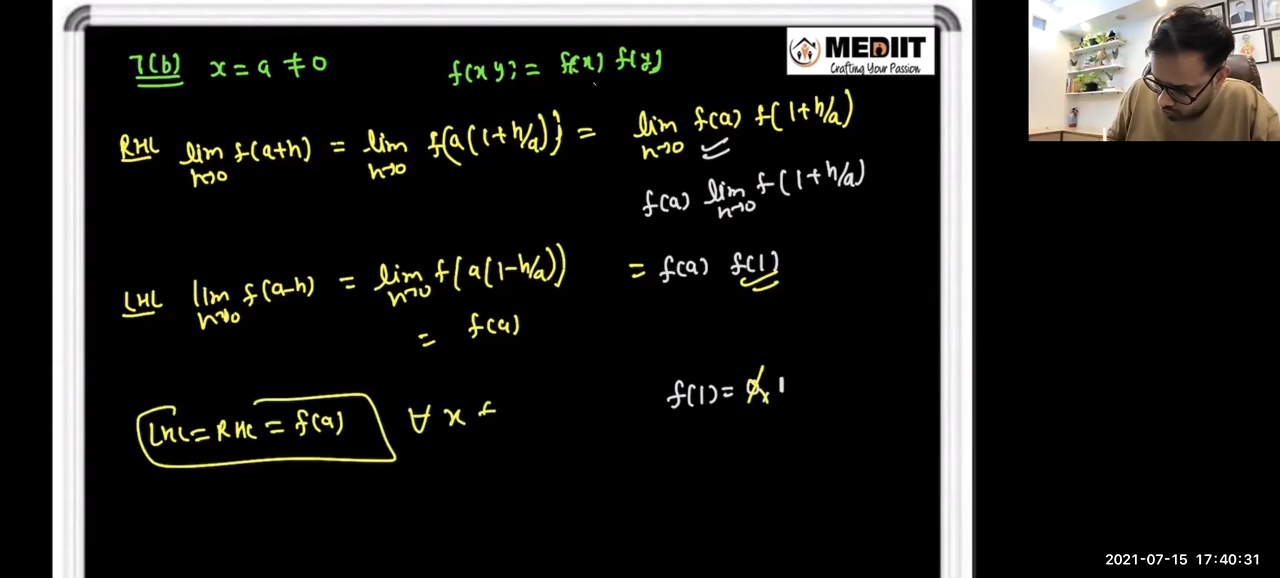 7(b) x = a ≠ 0 f(xy) = f(x) f(y)
MEDIIT
Crafting Your Passion
RHL lim h→0 f(a+h) = lim h→0 f(a(1+h/a)) = lim h→0 f(a) f(1+h/a)
f(a) lim h→0 f(1+h/a)
LHL lim h→0 f(a-h) = lim h→0 f(a(1-h/a)) = f(a) f(1)
= f(a)
f(1) = 0x 1
LHL = RHL = f(a) ∀ x
2021-07-15 17:40:31